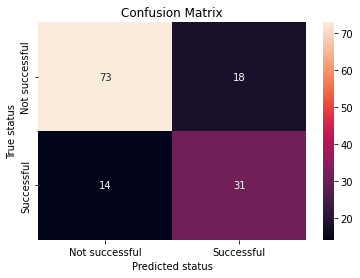 Confusion Matrix
True status
Not successful
Successful
73
18
14
31
Not successful
Successful
Predicted status
70
60
50
40
30
20